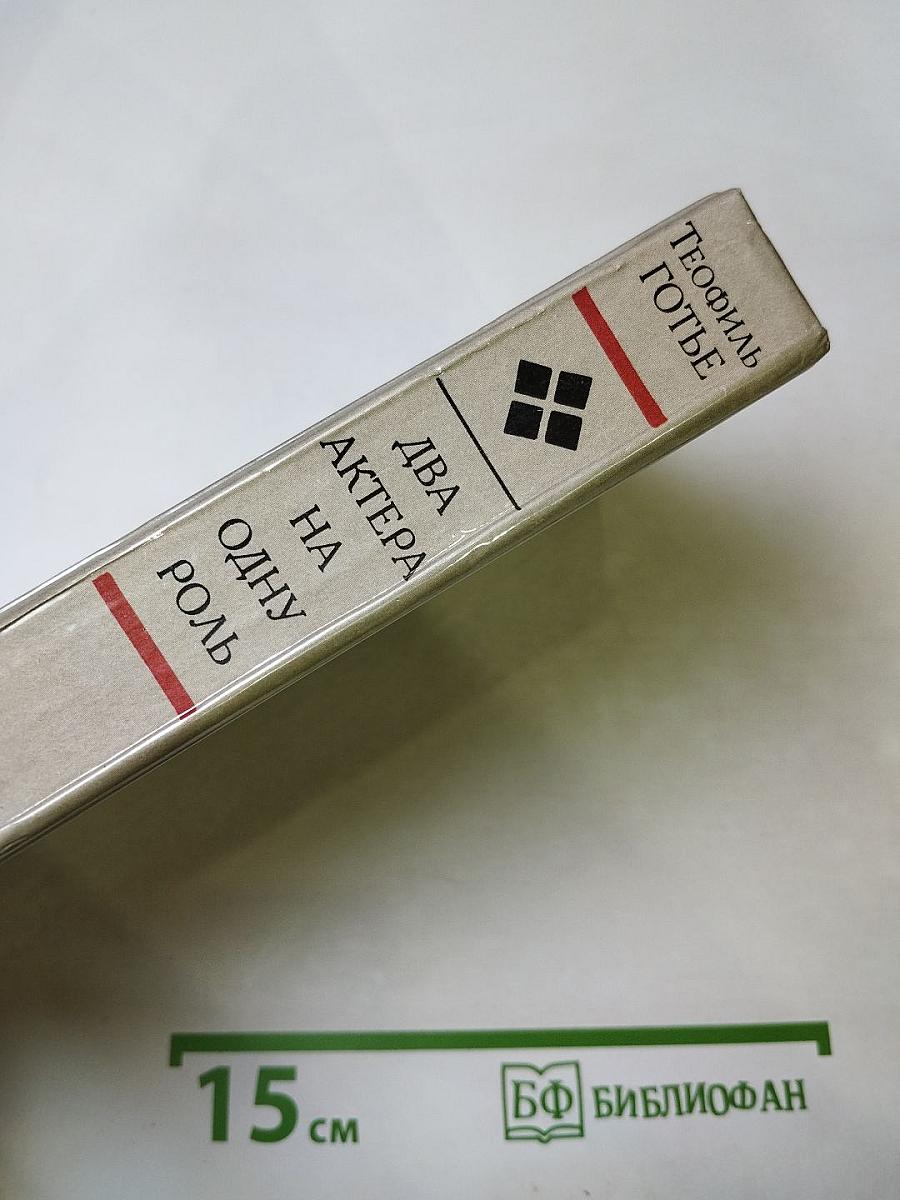 ТЕОФИЛЬ
ГОТЬЕ
ДВА
АКТЕРА
НА
ОДНУ
РОЛЬ
15 см
БФ БИБЛИОФАН